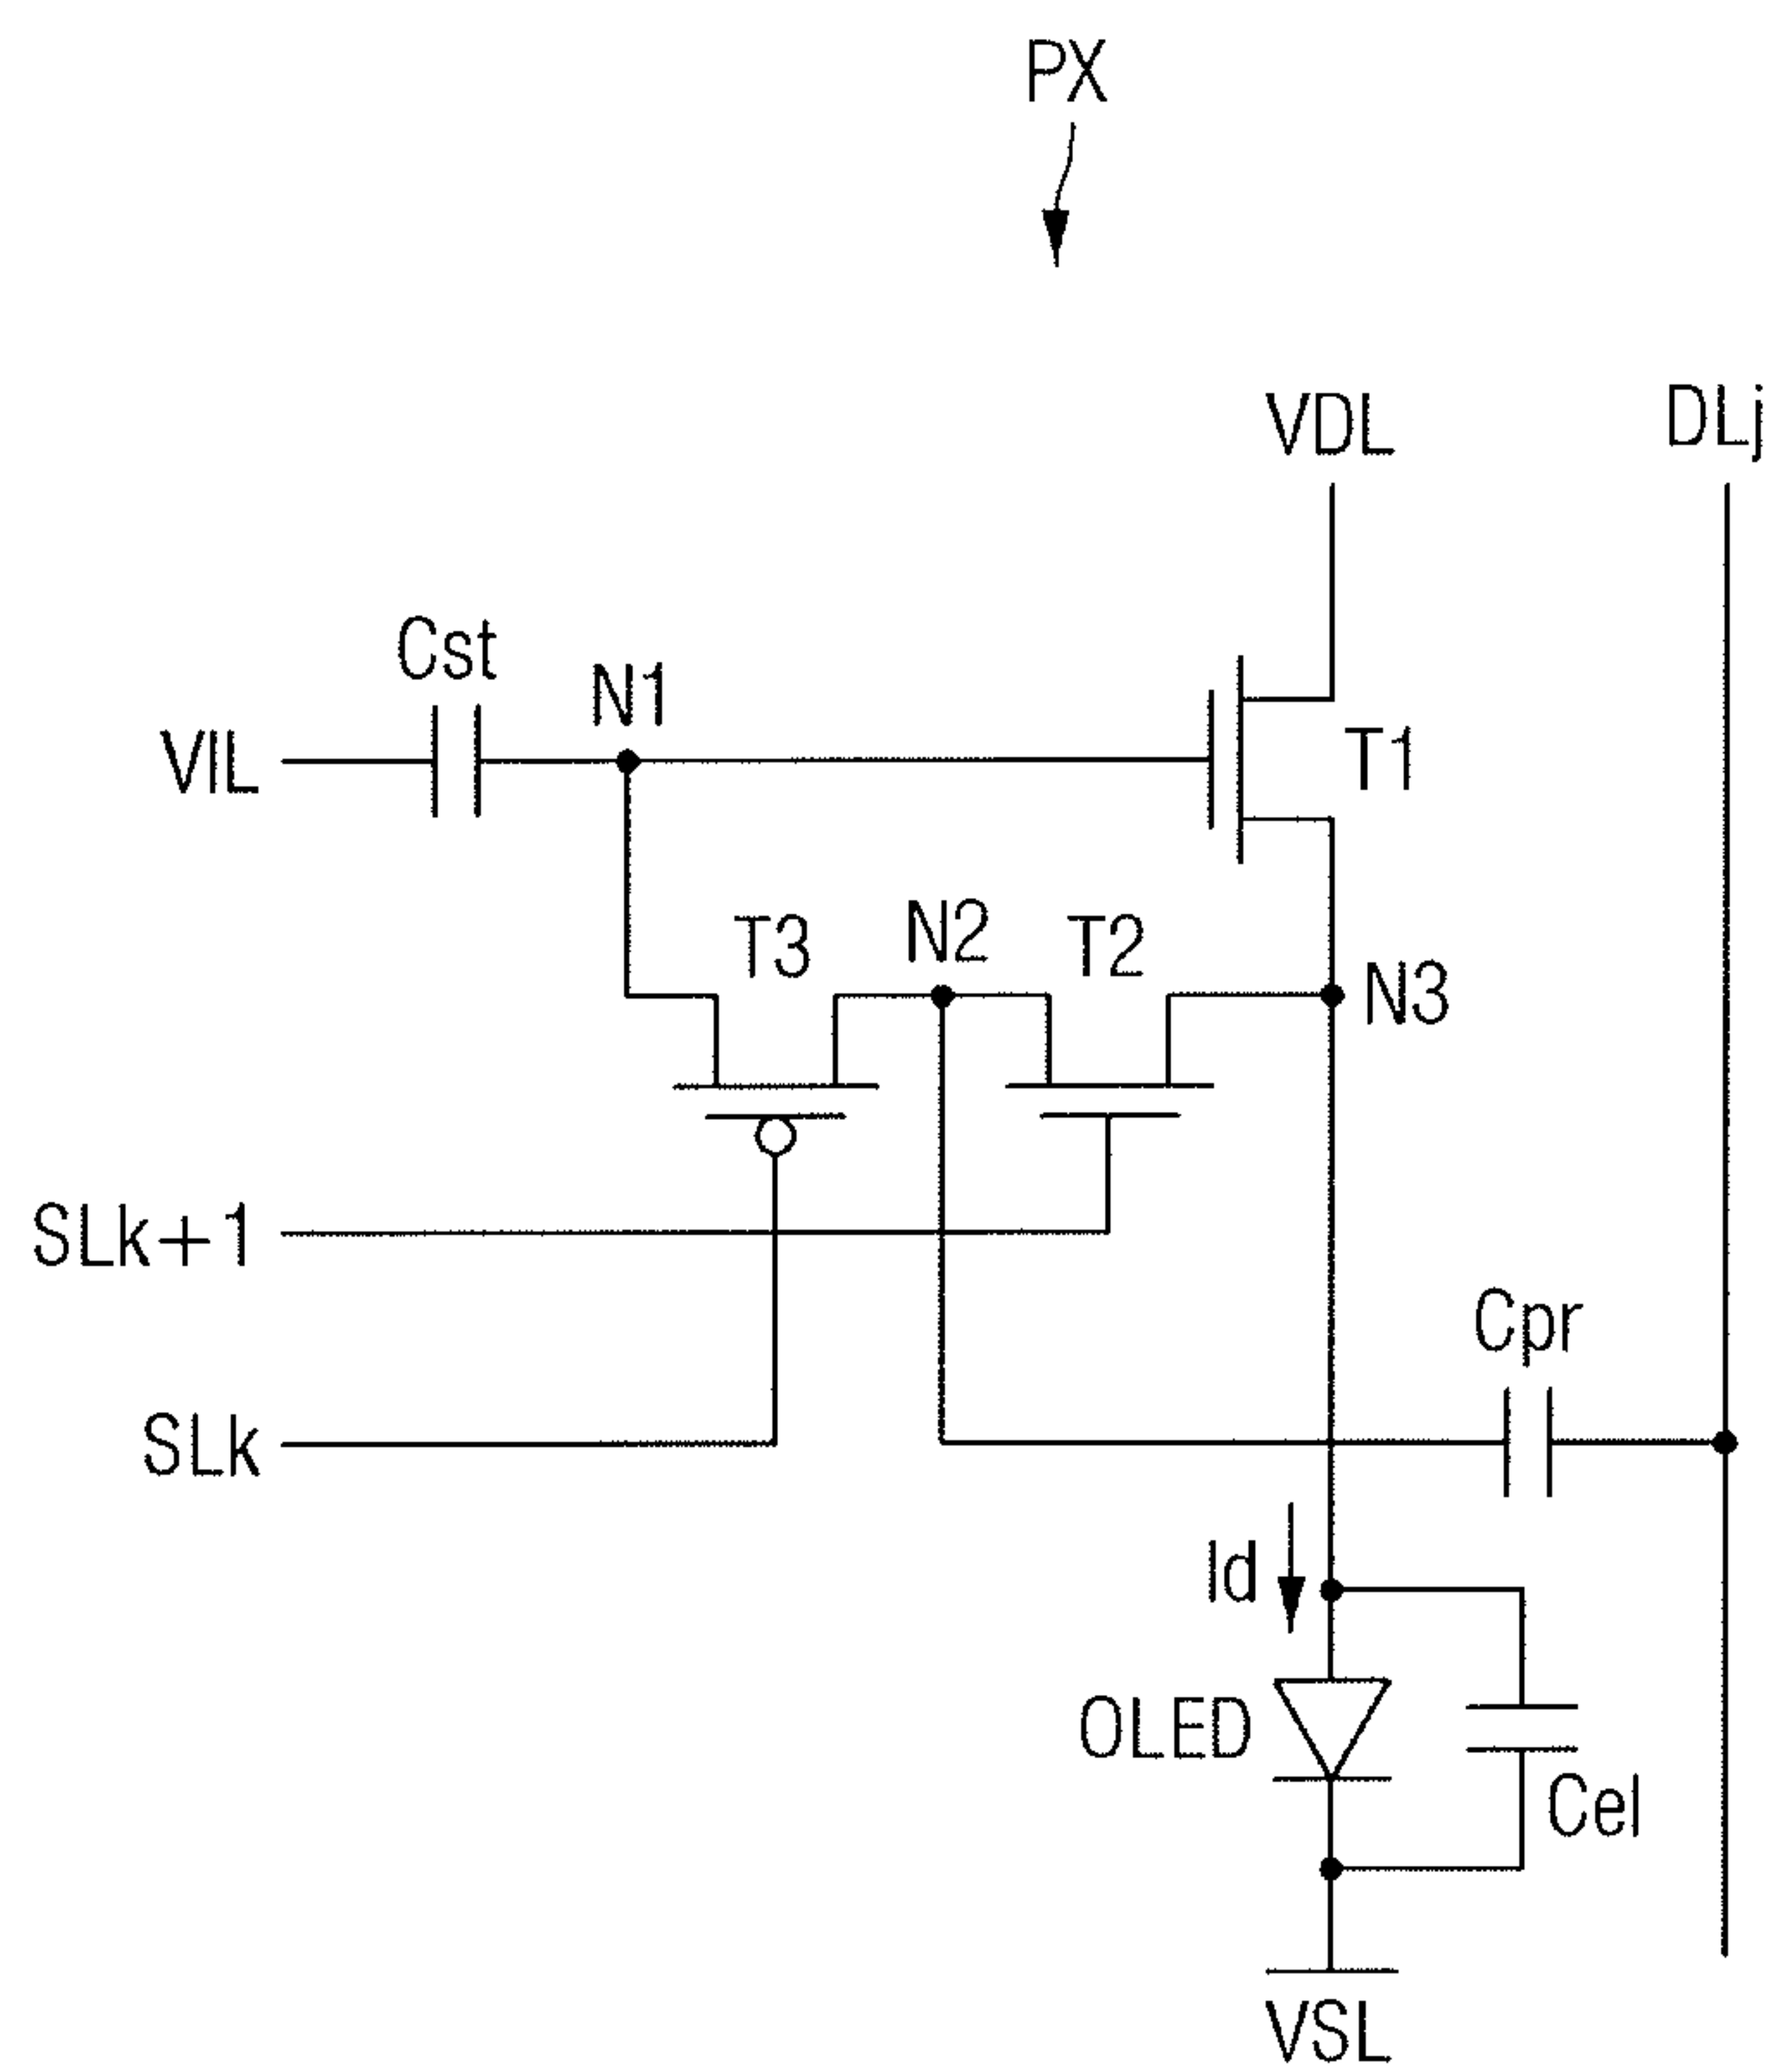 PX
VDL
DLj
Cst
N1
VIL
T1
T3
N2
T2
N3
SLk+1
Cpr
SLk
Id
OLED
Cel
VSL